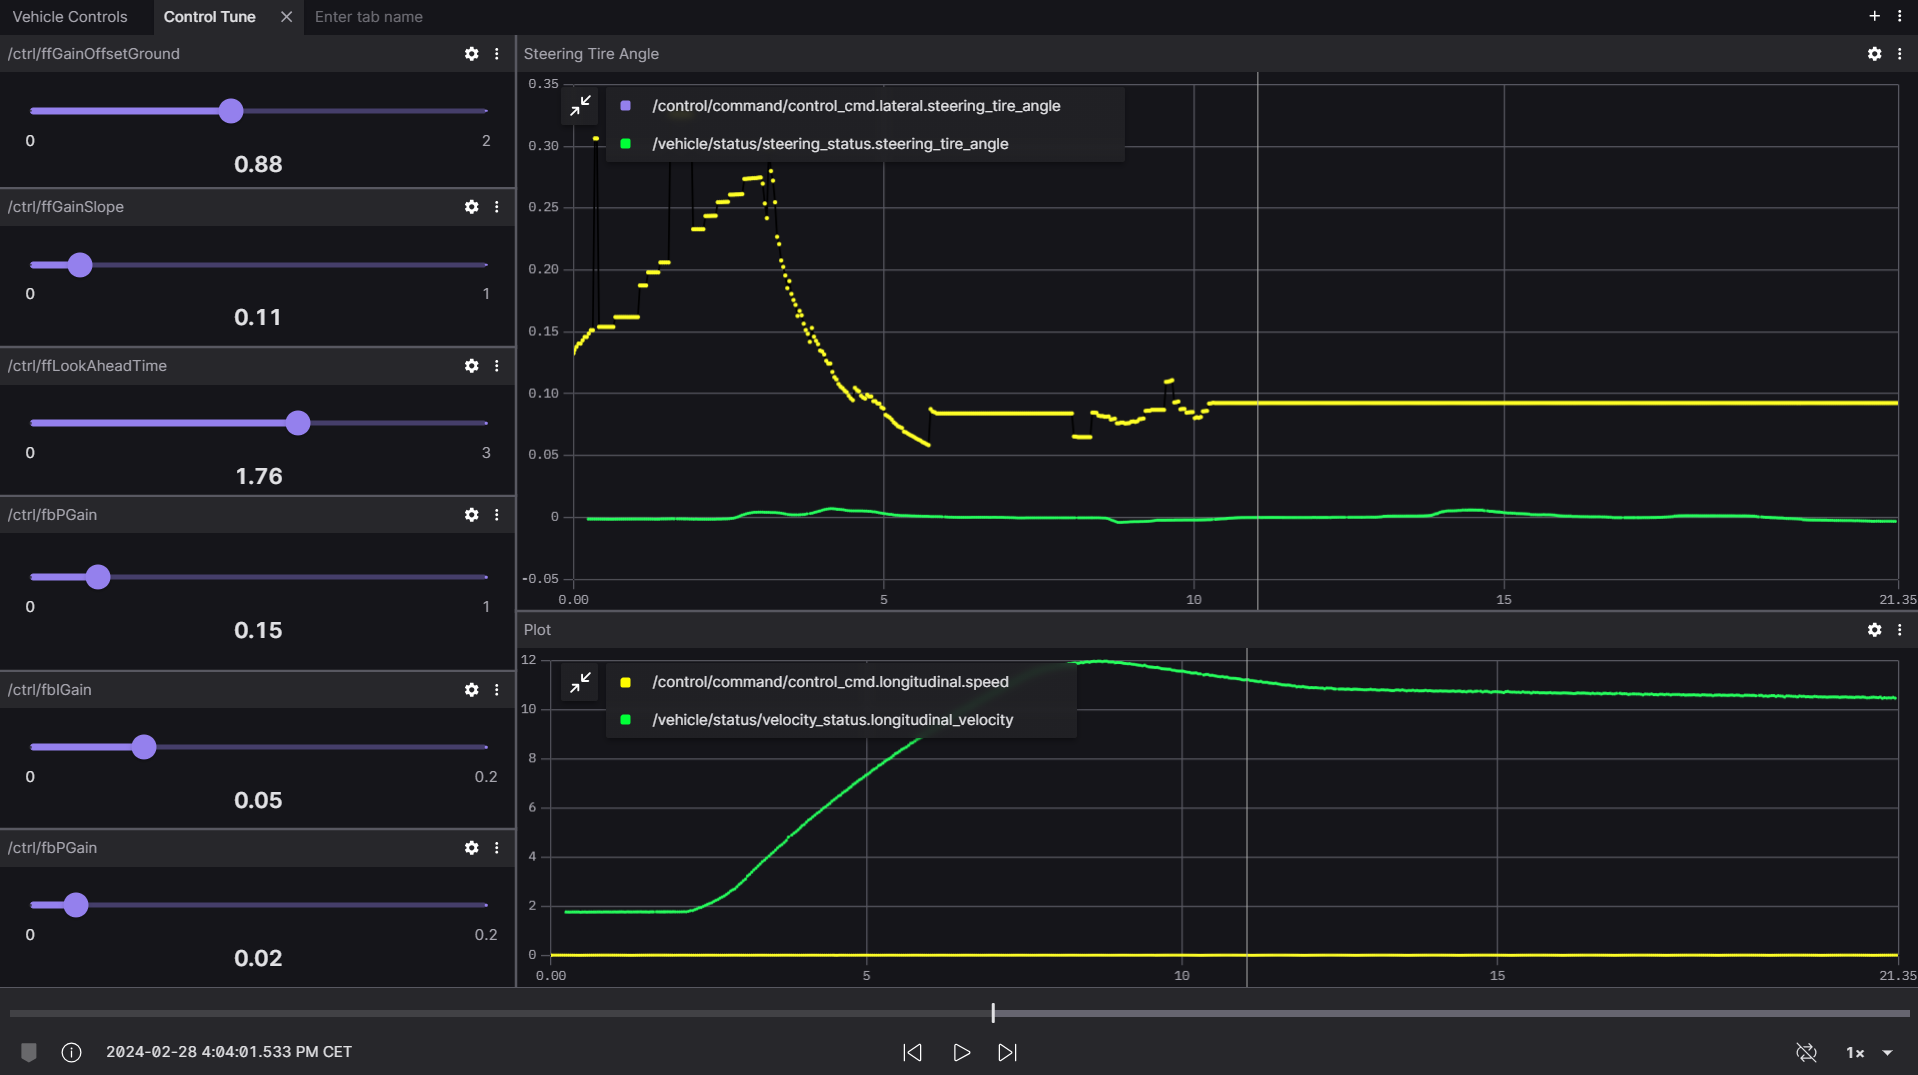 Vehicle Controls
Control Tune
Enter tab name
/ctrl/ffGainOffsetGround
0
2
0.88
/ctrl/ffGainSlope
0
1
0.11
/ctrl/ffLookAheadTime
0
3
1.76
/ctrl/fbPGain
0
1
0.15
/ctrl/fbIGain
0
0.2
0.05
/ctrl/fbPGain
0
0.2
0.02
Steering Tire Angle
/control/command/control_cmd.lateral.steering_tire_angle
/vehicle/status/steering_status.steering_tire_angle
0.35
0.30
0.25
0.20
0.15
0.10
0.05
0
-0.05
0.00 5 10 15 21.35
Plot
/control/command/control_cmd.longitudinal.speed
/vehicle/status/velocity_status.longitudinal_velocity
12
10
8
6
4
2
0
0.00 5 10 15 21.35
2024-02-28 4:04:01.533 PM CET
1×